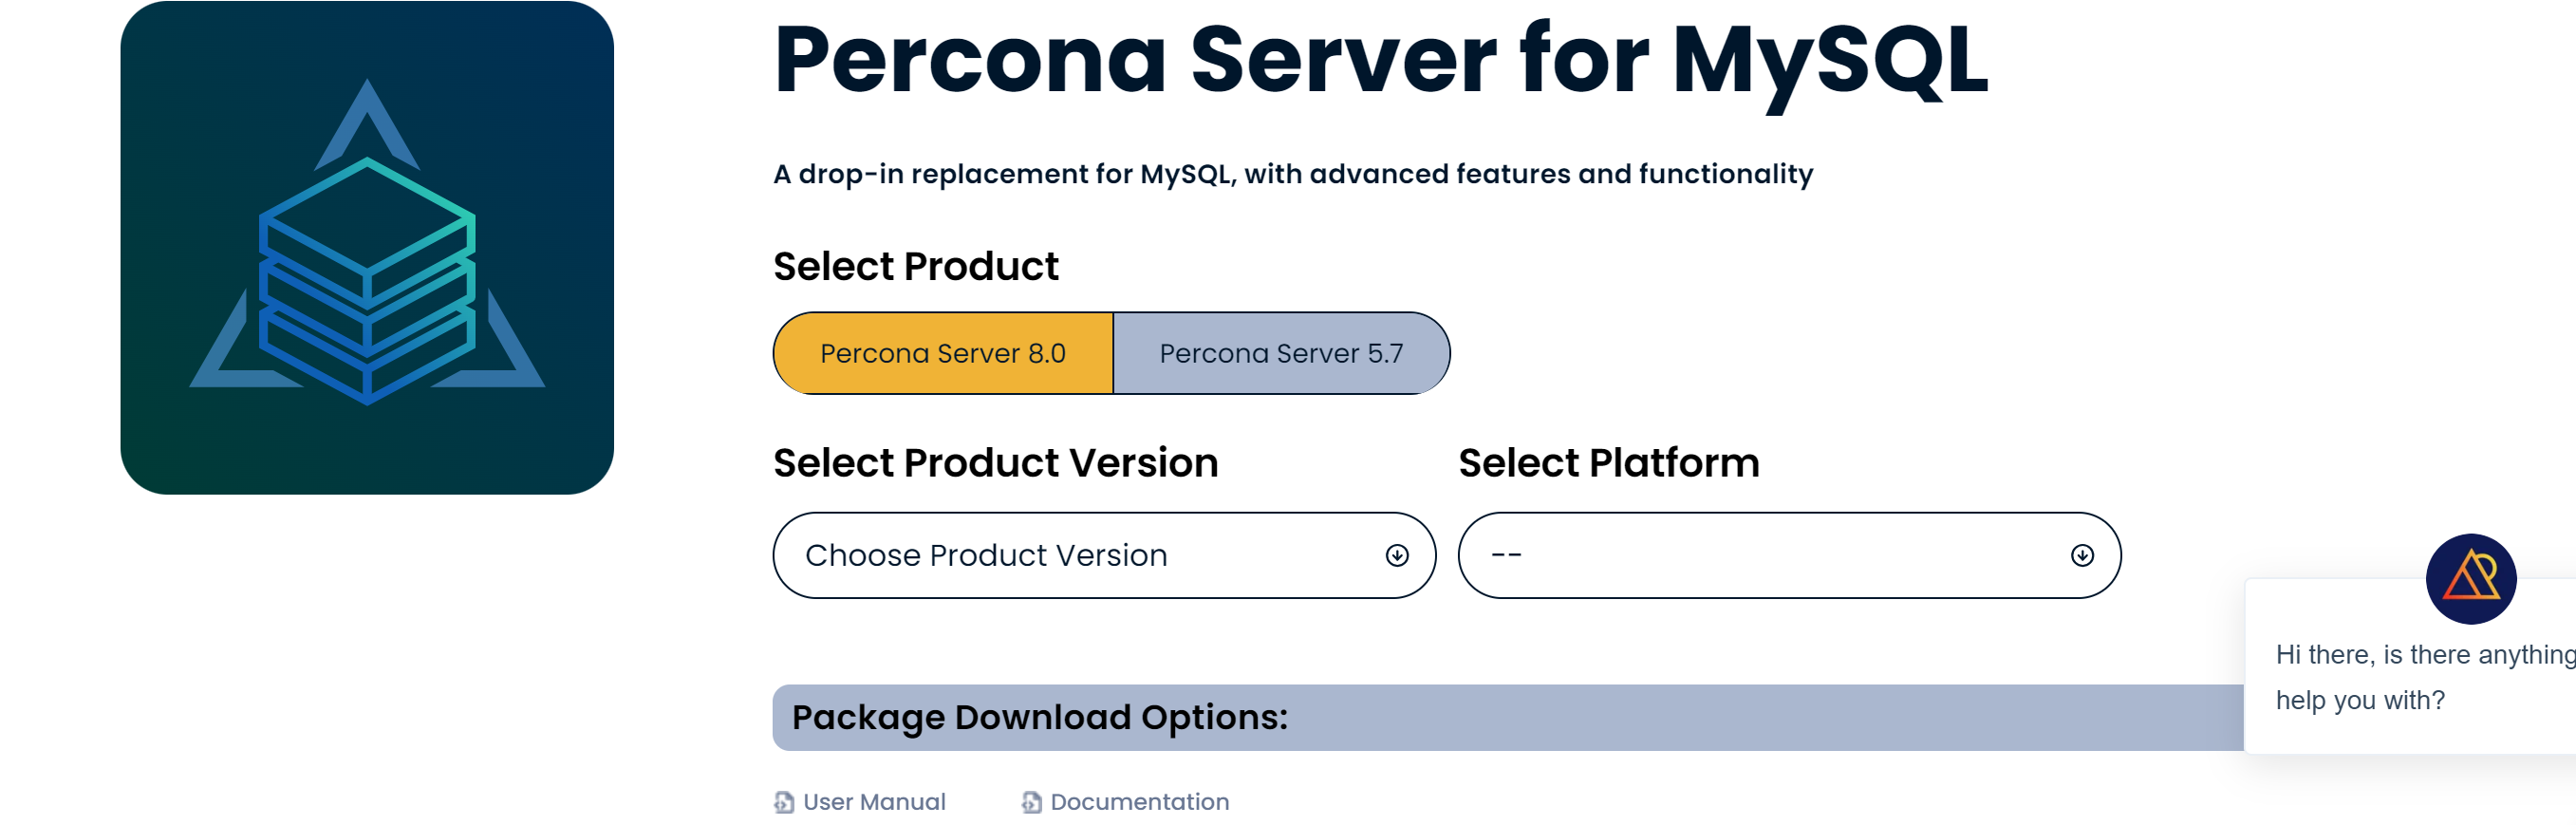 Percona Server for MySQL
A drop-in replacement for MySQL, with advanced features and functionality
Select Product
Percona Server 8.0
Percona Server 5.7
Select Product Version
Select Platform
Choose Product Version
--
Package Download Options:
Hi there, is there anything
help you with?
User Manual
Documentation